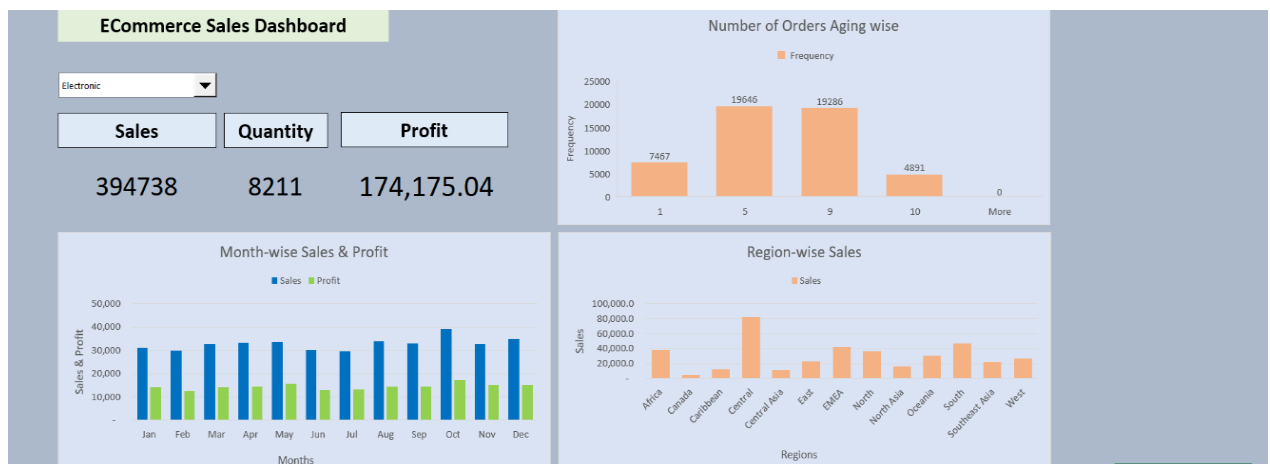 ECommerce Sales Dashboard
Electronic
Sales Quantity Profit
394738 8211 174,175.04
Number of Orders Aging wise
Frequency
25000
20000
15000
10000
5000
0
Frequency
7467 19646 19286 4891 0
1 5 9 10 More
Month-wise Sales & Profit
Sales Profit
50,000
40,000
30,000
20,000
10,000
-
Sales & Profit
Jan Feb Mar Apr May Jun Jul Aug Sep Oct Nov Dec
Months
Region-wise Sales
Sales
100,000.0
80,000.0
60,000.0
40,000.0
20,000.0
-
Sales
Africa Canada Caribbean Central Central Asia East EMEA North North Asia Oceania South Southeast Asia West
Regions